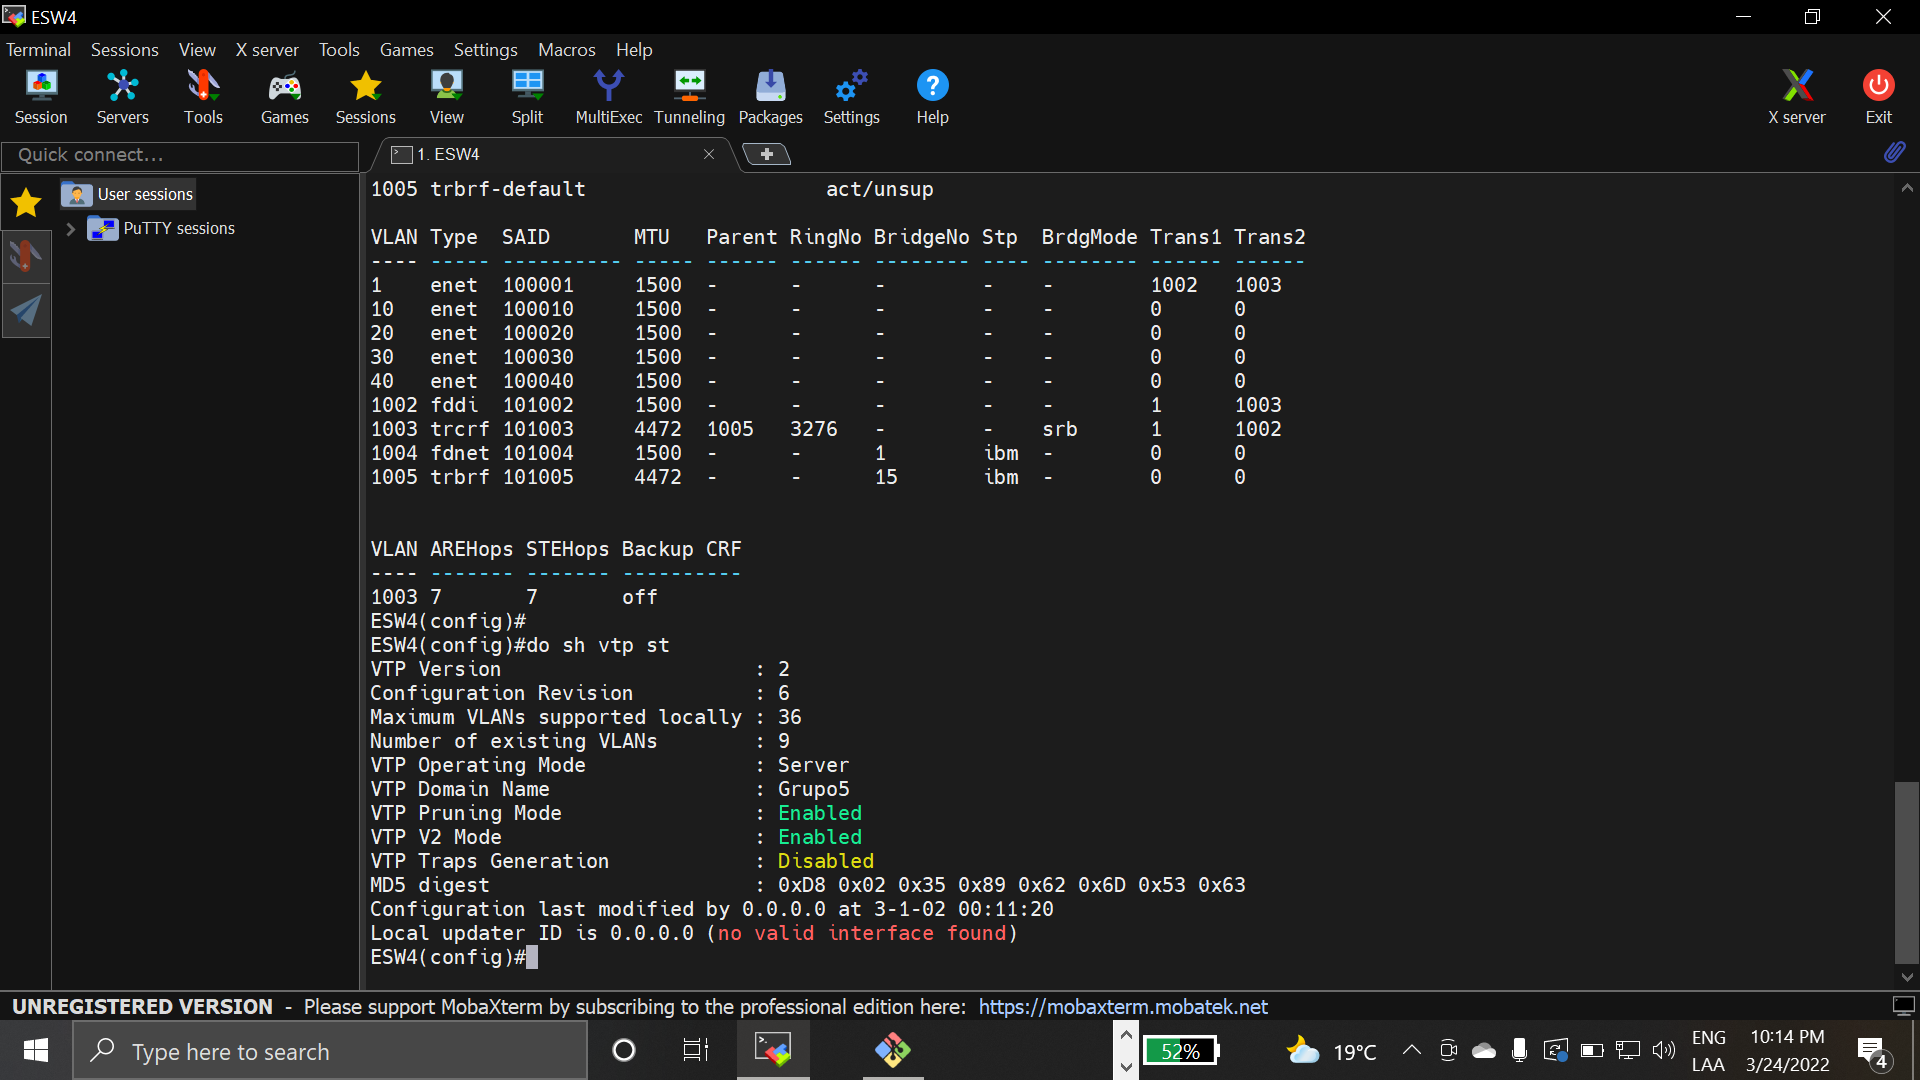 ESW4
Terminal Sessions View X server Tools Games Settings Macros Help
Session Servers Tools Games Sessions View Split MultiExec Tunneling Packages Settings Help X server Exit
Quick connect...
1. ESW4
User sessions
PuTTY sessions
1005 trbrf-default                    act/unsup
VLAN Type  SAID       MTU   Parent RingNo BridgeNo Stp  BrdgMode Trans1 Trans2
---- ----- ---------- ----- ------ ------ -------- ---- -------- ------ ------
1    enet  100001     1500  -      -      -        -    -        1002   1003
10   enet  100010     1500  -      -      -        -    -        0      0
20   enet  100020     1500  -      -      -        -    -        0      0
30   enet  100030     1500  -      -      -        -    -        0      0
40   enet  100040     1500  -      -      -        -    -        0      0
1002 fddi  101002     1500  -      -      -        -    -        1      1003
1003 trcrf 101003     4472  1005   3276   -        -    srb      1      1002
1004 fdnet 101004     1500  -      -      1        ibm  -        0      0
1005 trbrf 101005     4472  -      -      15       ibm  -        0      0
VLAN AREHops STEHops Backup CRF
---- ------- ------- ----------
1003 7       7       off
ESW4(config)#
ESW4(config)#do sh vtp st
VTP Version                     : 2
Configuration Revision          : 6
Maximum VLANs supported locally : 36
Number of existing VLANs        : 9
VTP Operating Mode              : Server
VTP Domain Name                 : Grupo5
VTP Pruning Mode                : Enabled
VTP V2 Mode                     : Enabled
VTP Traps Generation            : Disabled
MD5 digest                      : 0xD8 0x02 0x35 0x89 0x62 0x6D 0x53 0x63
Configuration last modified by 0.0.0.0 at 3-1-02 00:11:20
Local updater ID is 0.0.0.0 (no valid interface found)
ESW4(config)#
UNREGISTERED VERSION - Please support MobaXterm by subscribing to the professional edition here: https://mobaxterm.mobatek.net
Type here to search
52%
19°C
ENG
LAA
10:14 PM
3/24/2022
4